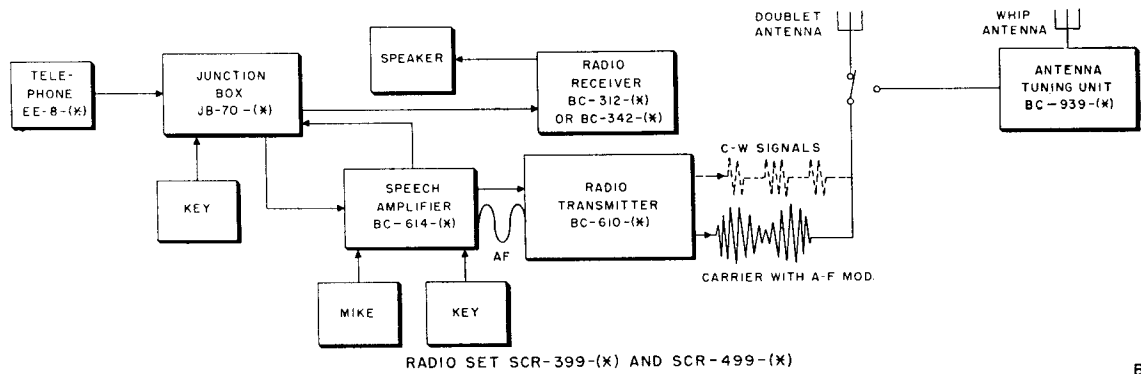 DOUBLET
ANTENNA
WHIP
ANTENNA
TELE-
PHONE
EE-8-(*)
JUNCTION
BOX
JB-70-(*)
SPEAKER
RADIO
RECEIVER
BC-312-(*)
OR BC-342-(*)
ANTENNA
TUNING UNIT
BC-939-(*)
KEY
SPEECH
AMPLIFIER
BC-614-(*)
AF
RADIO
TRANSMITTER
BC-610-(*)
C-W SIGNALS
CARRIER WITH A-F MOD.
MIKE
KEY
RADIO SET SCR-399-(*) AND SCR-499-(*)